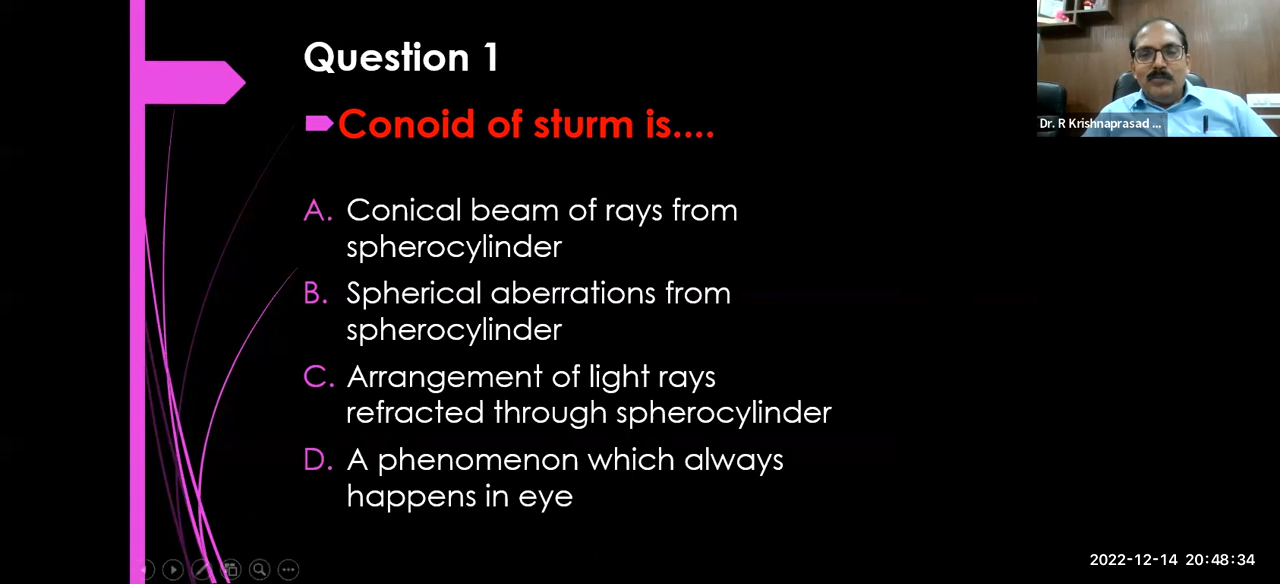 Question 1
Conoid of sturm is....
A. Conical beam of rays from
spherocylinder
B. Spherical aberrations from
spherocylinder
C. Arrangement of light rays
refracted through spherocylinder
D. A phenomenon which always
happens in eye
Dr. R Krishnaprasad ...
2022-12-14 20:48:34